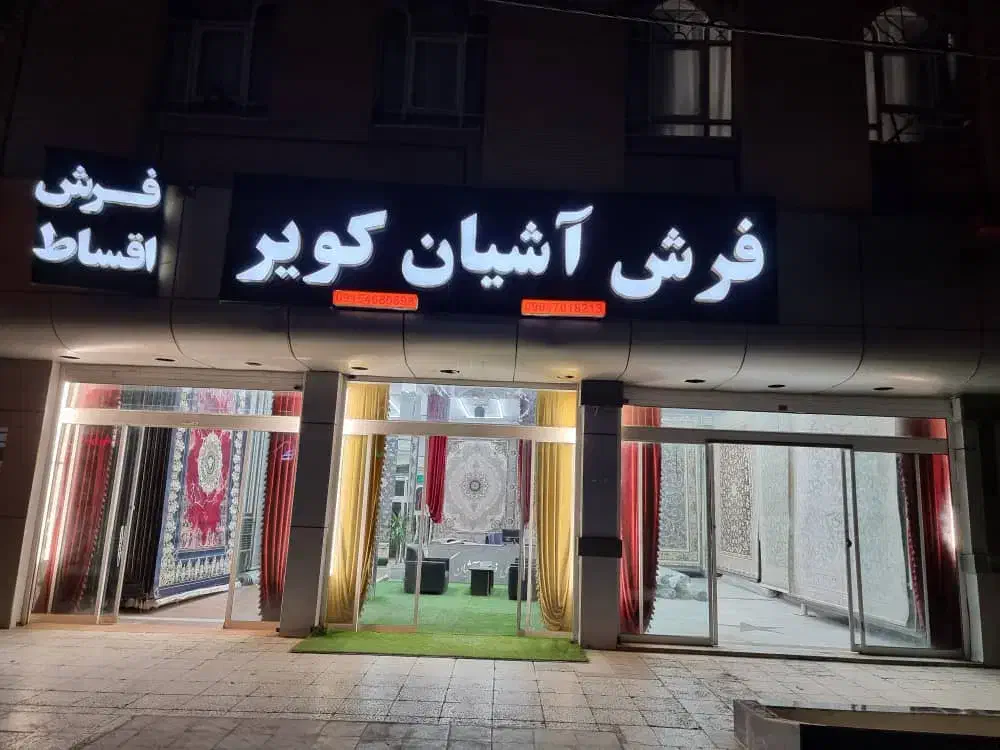 فرش آشیان کویر
فرش
اقساط